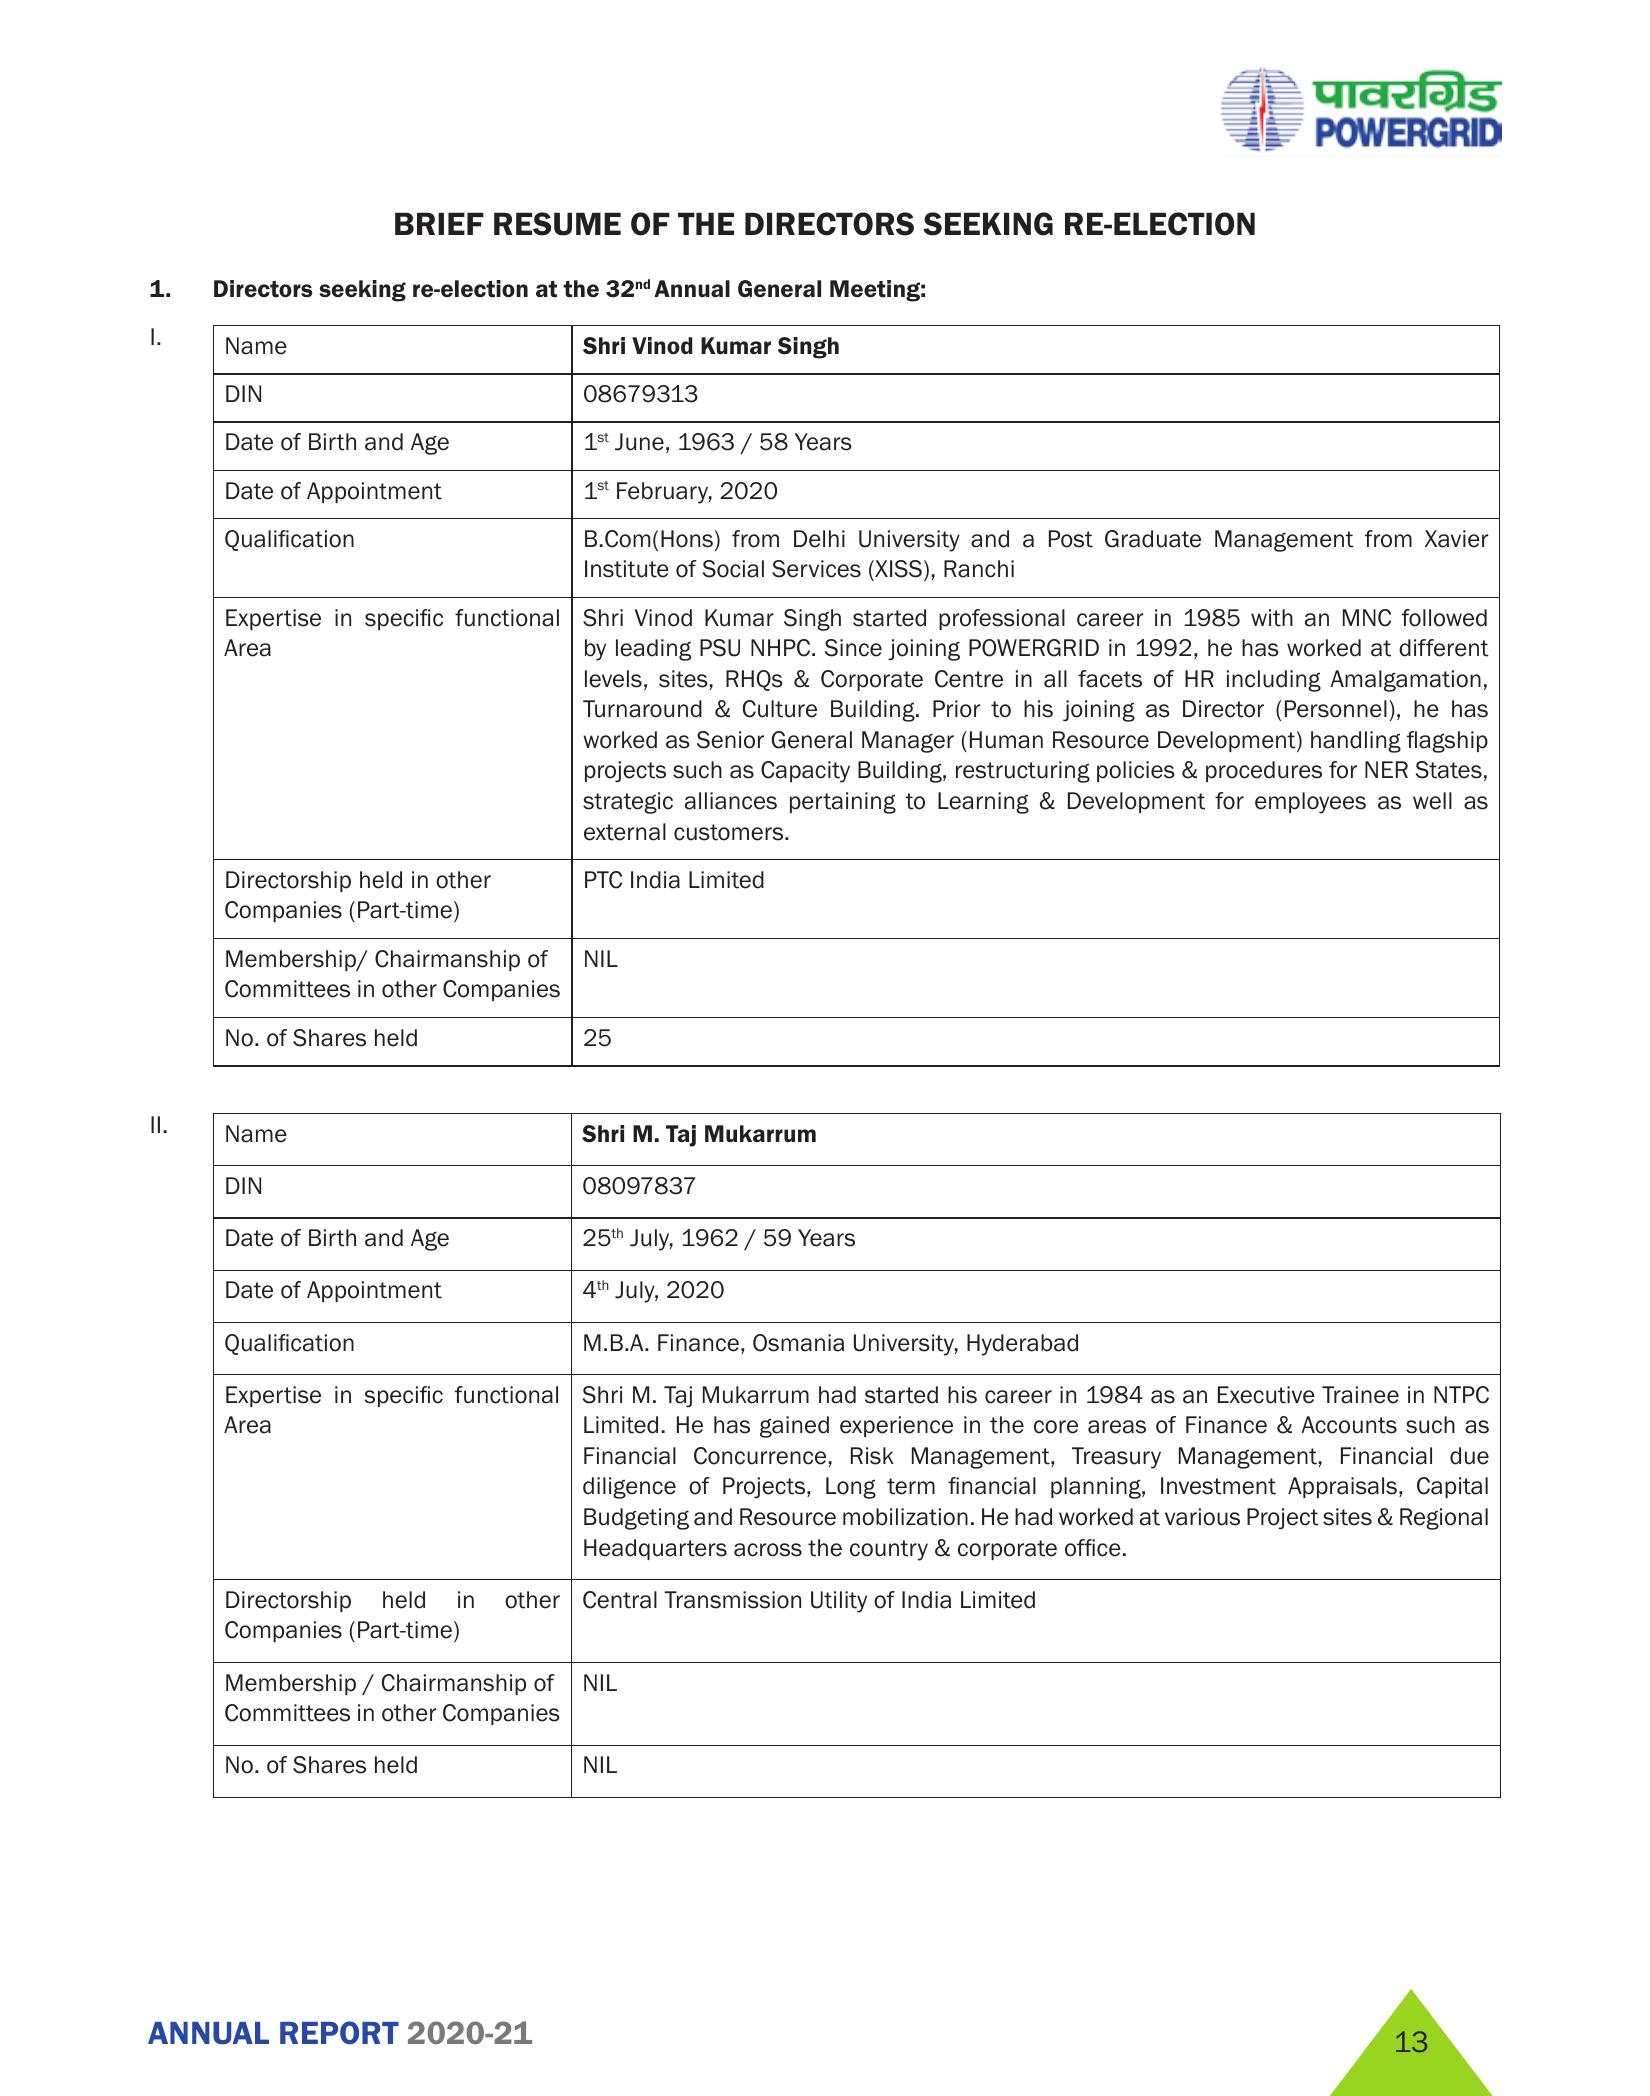 पावरग्रिड
POWERGRID
BRIEF RESUME OF THE DIRECTORS SEEKING RE-ELECTION
1. Directors seeking re-election at the 32nd Annual General Meeting:
I.
Name Shri Vinod Kumar Singh
DIN 08679313
Date of Birth and Age 1st June, 1963 / 58 Years
Date of Appointment 1st February, 2020
Qualification B.Com(Hons) from Delhi University and a Post Graduate Management from Xavier
Institute of Social Services (XISS), Ranchi
Expertise in specific functional
Area
Shri Vinod Kumar Singh started professional career in 1985 with an MNC followed
by leading PSU NHPC. Since joining POWERGRID in 1992, he has worked at different
levels, sites, RHQs & Corporate Centre in all facets of HR including Amalgamation,
Turnaround & Culture Building. Prior to his joining as Director (Personnel), he has
worked as Senior General Manager (Human Resource Development) handling flagship
projects such as Capacity Building, restructuring policies & procedures for NER States,
strategic alliances pertaining to Learning & Development for employees as well as
external customers.
Directorship held in other
Companies (Part-time)
PTC India Limited
Membership/ Chairmanship of
Committees in other Companies
NIL
No. of Shares held 25
II.
Name Shri M. Taj Mukarrum
DIN 08097837
Date of Birth and Age 25th July, 1962 / 59 Years
Date of Appointment 4th July, 2020
Qualification M.B.A. Finance, Osmania University, Hyderabad
Expertise in specific functional
Area
Shri M. Taj Mukarrum had started his career in 1984 as an Executive Trainee in NTPC
Limited. He has gained experience in the core areas of Finance & Accounts such as
Financial Concurrence, Risk Management, Treasury Management, Financial due
diligence of Projects, Long term financial planning, Investment Appraisals, Capital
Budgeting and Resource mobilization. He had worked at various Project sites & Regional
Headquarters across the country & corporate office.
Directorship held in other
Companies (Part-time)
Central Transmission Utility of India Limited
Membership / Chairmanship of
Committees in other Companies
NIL
No. of Shares held NIL
ANNUAL REPORT 2020-21
13